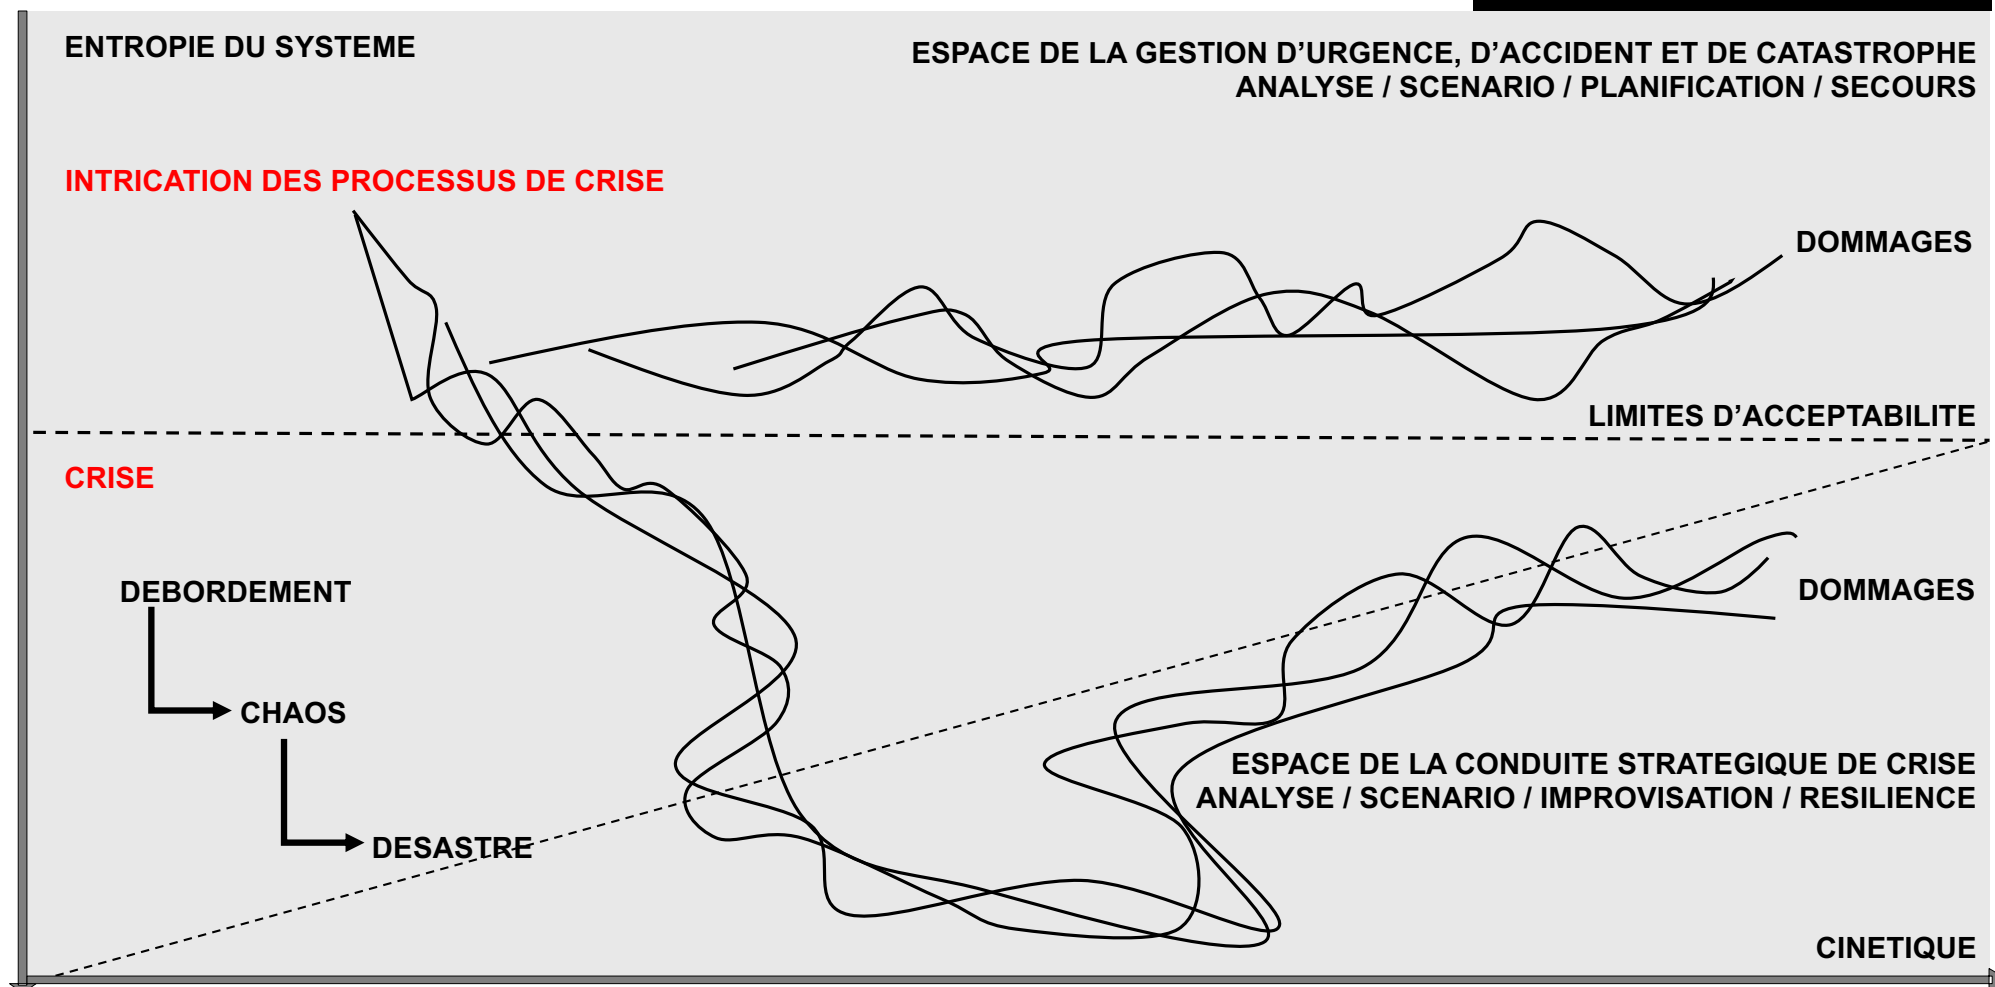 ENTROPIE DU SYSTEME
ESPACE DE LA GESTION D’URGENCE, D’ACCIDENT ET DE CATASTROPHE
ANALYSE / SCENARIO / PLANIFICATION / SECOURS
INTRICATION DES PROCESSUS DE CRISE
DOMMAGES
LIMITES D’ACCEPTABILITE
CRISE
DEBORDEMENT
DOMMAGES
CHAOS
ESPACE DE LA CONDUITE STRATEGIQUE DE CRISE
ANALYSE / SCENARIO / IMPROVISATION / RESILIENCE
DESASTRE
CINETIQUE